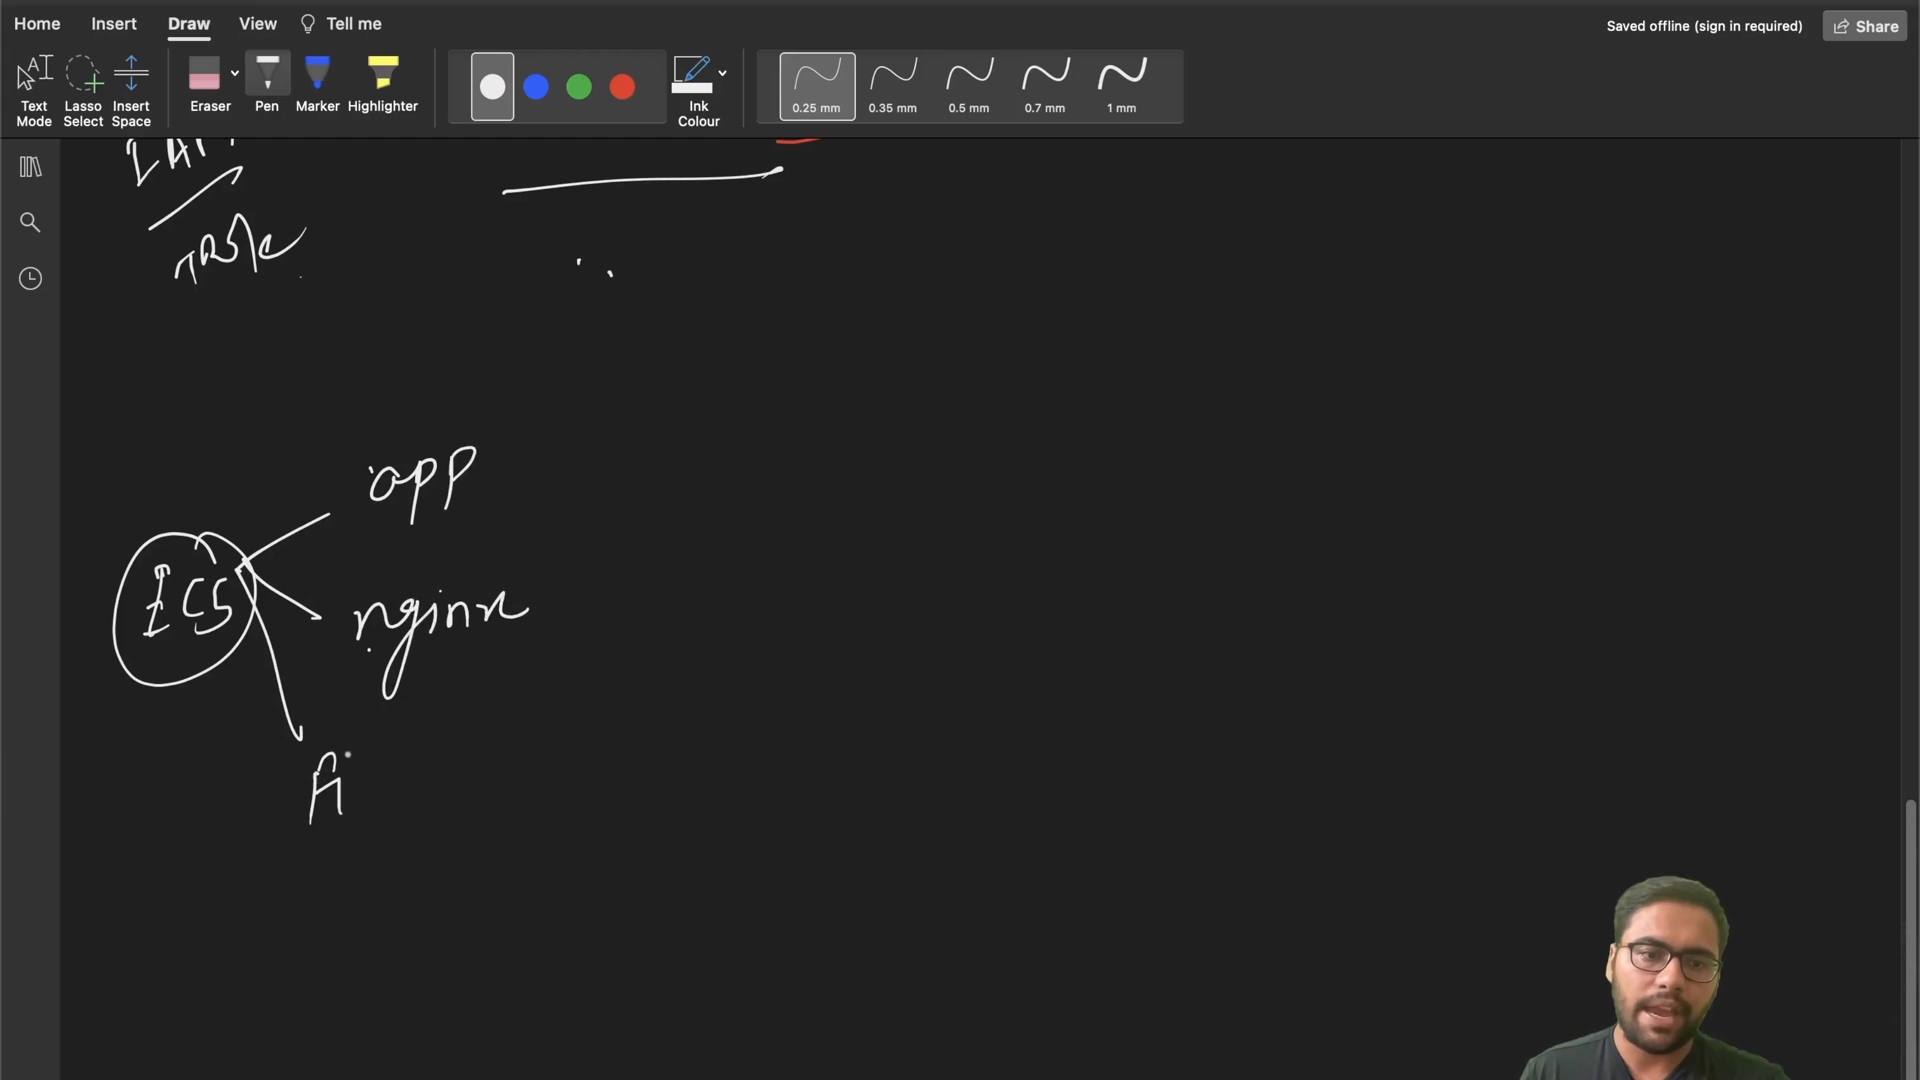 Home Insert Draw View Tell me
Saved offline (sign in required) Share
Text Mode
Lasso Select
Insert Space
Eraser
Pen
Marker
Highlighter
Ink Colour
0.25 mm
0.35 mm
0.5 mm
0.7 mm
1 mm
app
ECS
nginx
A